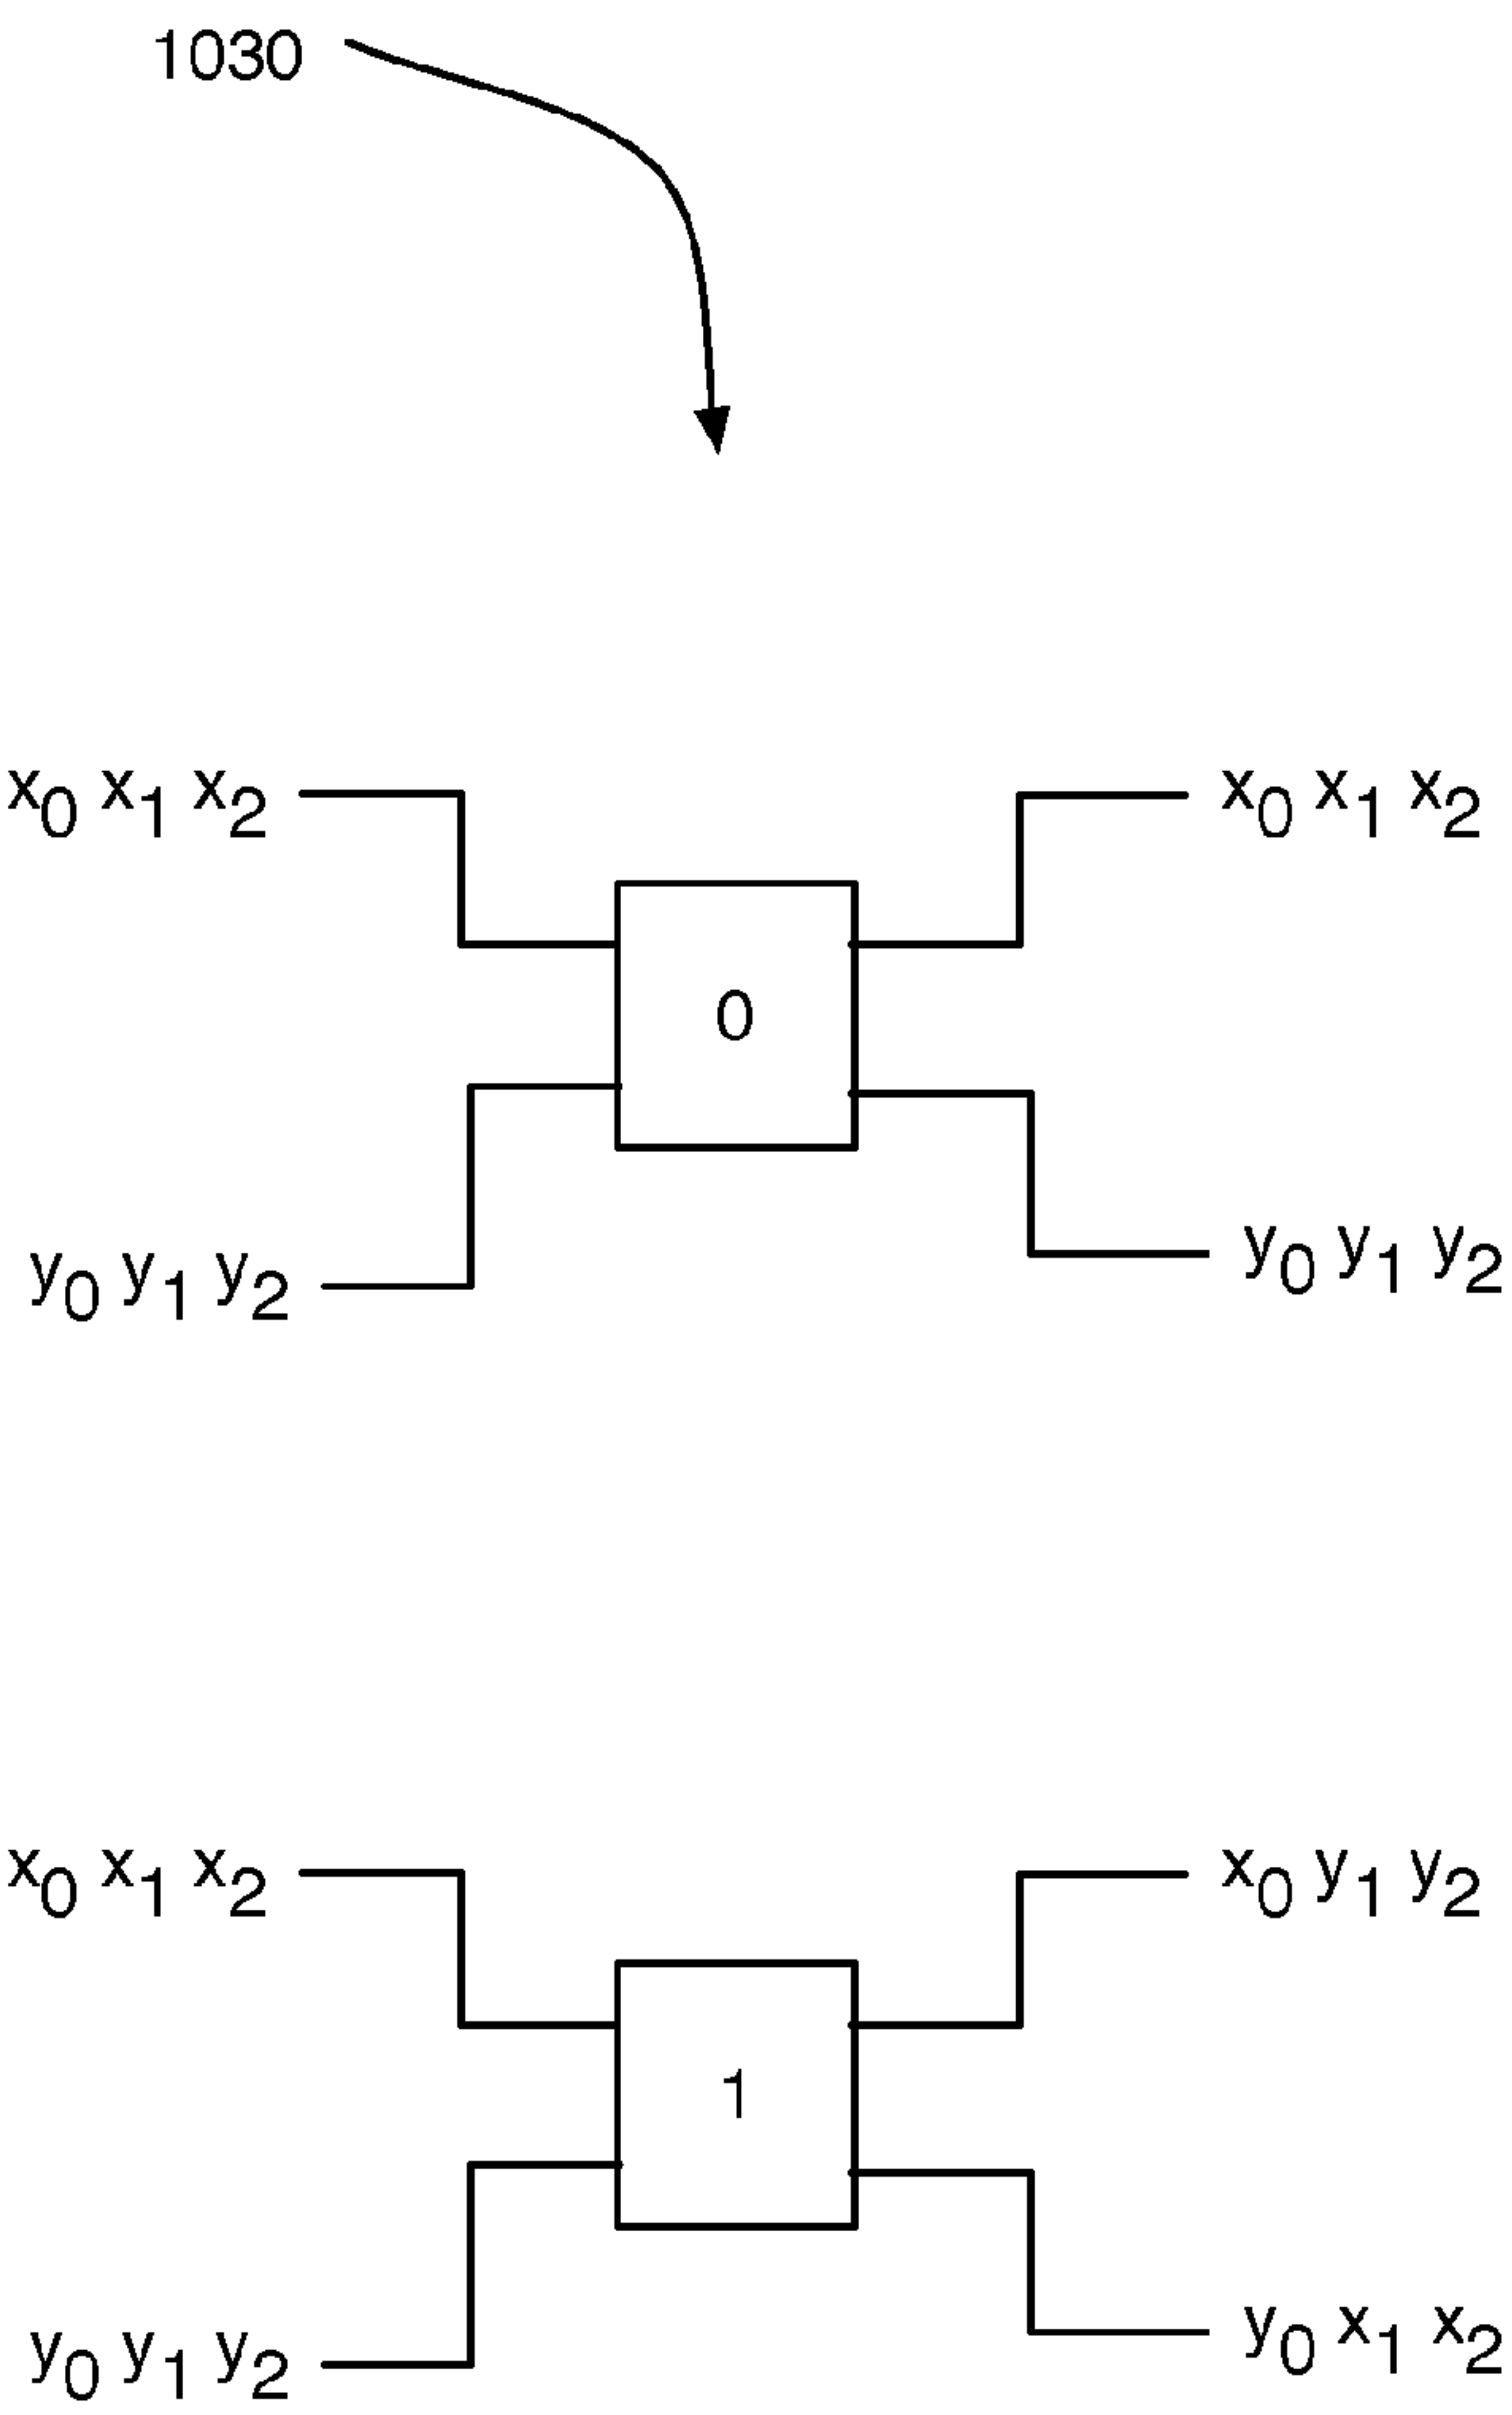 1030
x0 x1 x2 x0 x1 x2
0
y0 y1 y2 y0 y1 y2
x0 x1 x2 x0 y1 y2
1
y0 y1 y2 y0 x1 x2